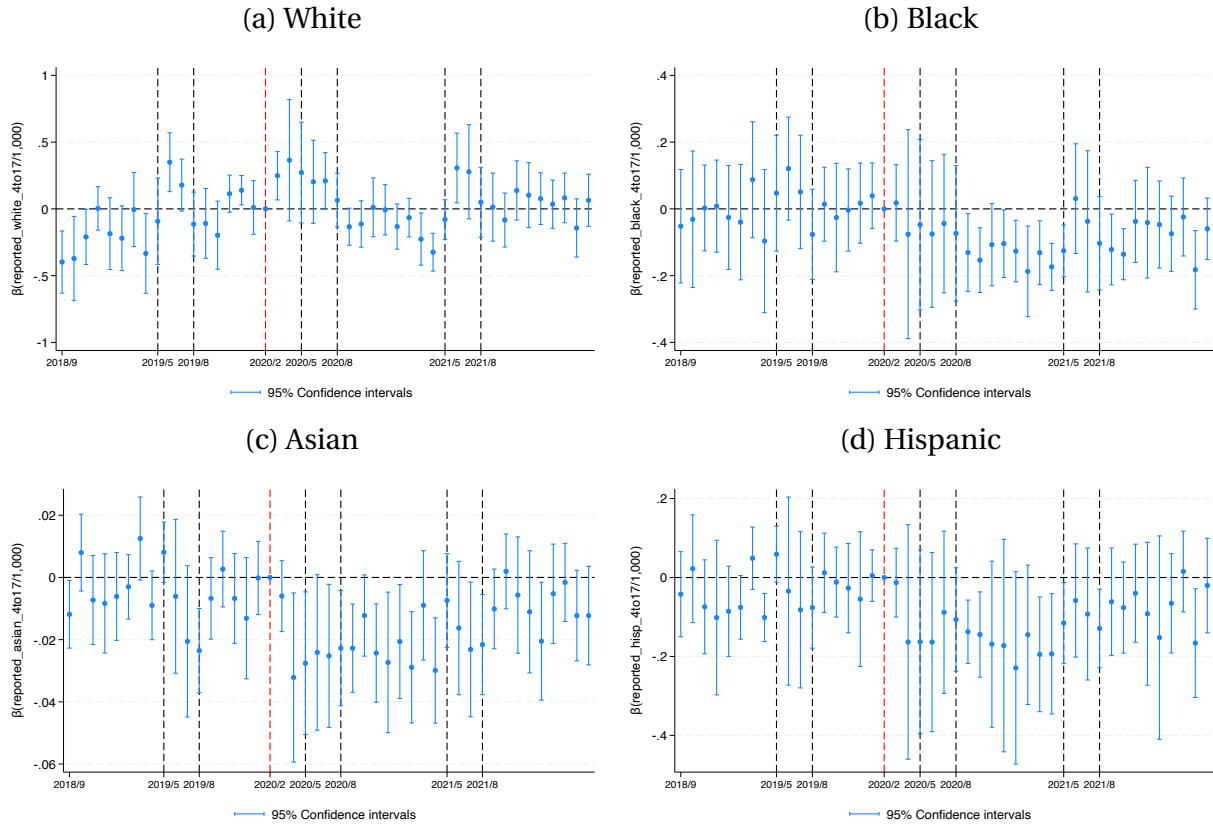 (a) White
β(reported_white_4to17/1,000)
1
.5
0
-.5
-1
2018/9 2019/5 2019/8 2020/2 2020/5 2020/8 2021/5 2021/8
95% Confidence intervals
(b) Black
β(reported_black_4to17/1,000)
.4
.2
0
-.2
-.4
2018/9 2019/5 2019/8 2020/2 2020/5 2020/8 2021/5 2021/8
95% Confidence intervals
(c) Asian
β(reported_asian_4to17/1,000)
.02
0
-.02
-.04
-.06
2018/9 2019/5 2019/8 2020/2 2020/5 2020/8 2021/5 2021/8
95% Confidence intervals
(d) Hispanic
β(reported_hisp_4to17/1,000)
.2
0
-.2
-.4
2018/9 2019/5 2019/8 2020/2 2020/5 2020/8 2021/5 2021/8
95% Confidence intervals